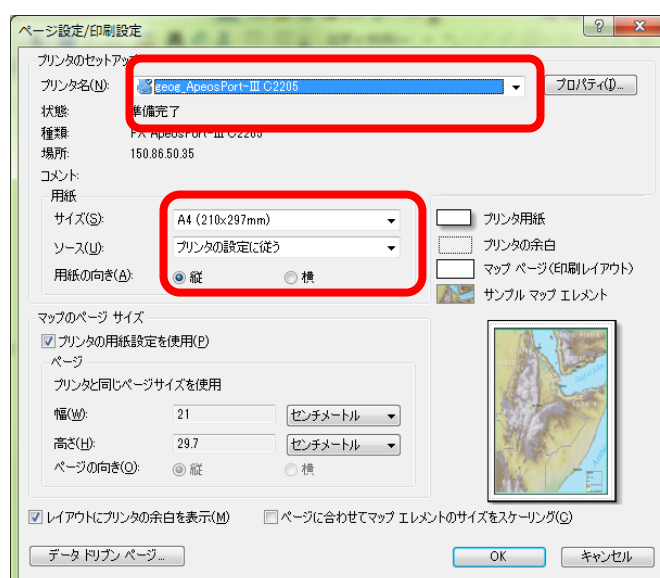 ページ設定/印刷設定
プリンタのセットアップ
プリンタ名(N): geog_ApeosPort-Ⅲ C2205 プロパティ(I)...
状態: 準備完了
種類: FX ApeosPort-Ⅲ C2205
場所: 150.86.50.35
コメント:
用紙
サイズ(S): A4 (210x297mm)
ソース(U): プリンタの設定に従う
用紙の向き(A): 縦 横
プリンタ用紙
プリンタの余白
マップ ページ(印刷レイアウト)
サンプル マップ エレメント
マップのページ サイズ
プリンタの用紙設定を使用(P)
ページ
プリンタと同じページサイズを使用
幅(W): 21 センチメートル
高さ(H): 29.7 センチメートル
ページの向き(O): 縦 横
レイアウトにプリンタの余白を表示(M) ページに合わせてマップ エレメントのサイズをスケーリング(C)
データ ドリブン ページ... OK キャンセル